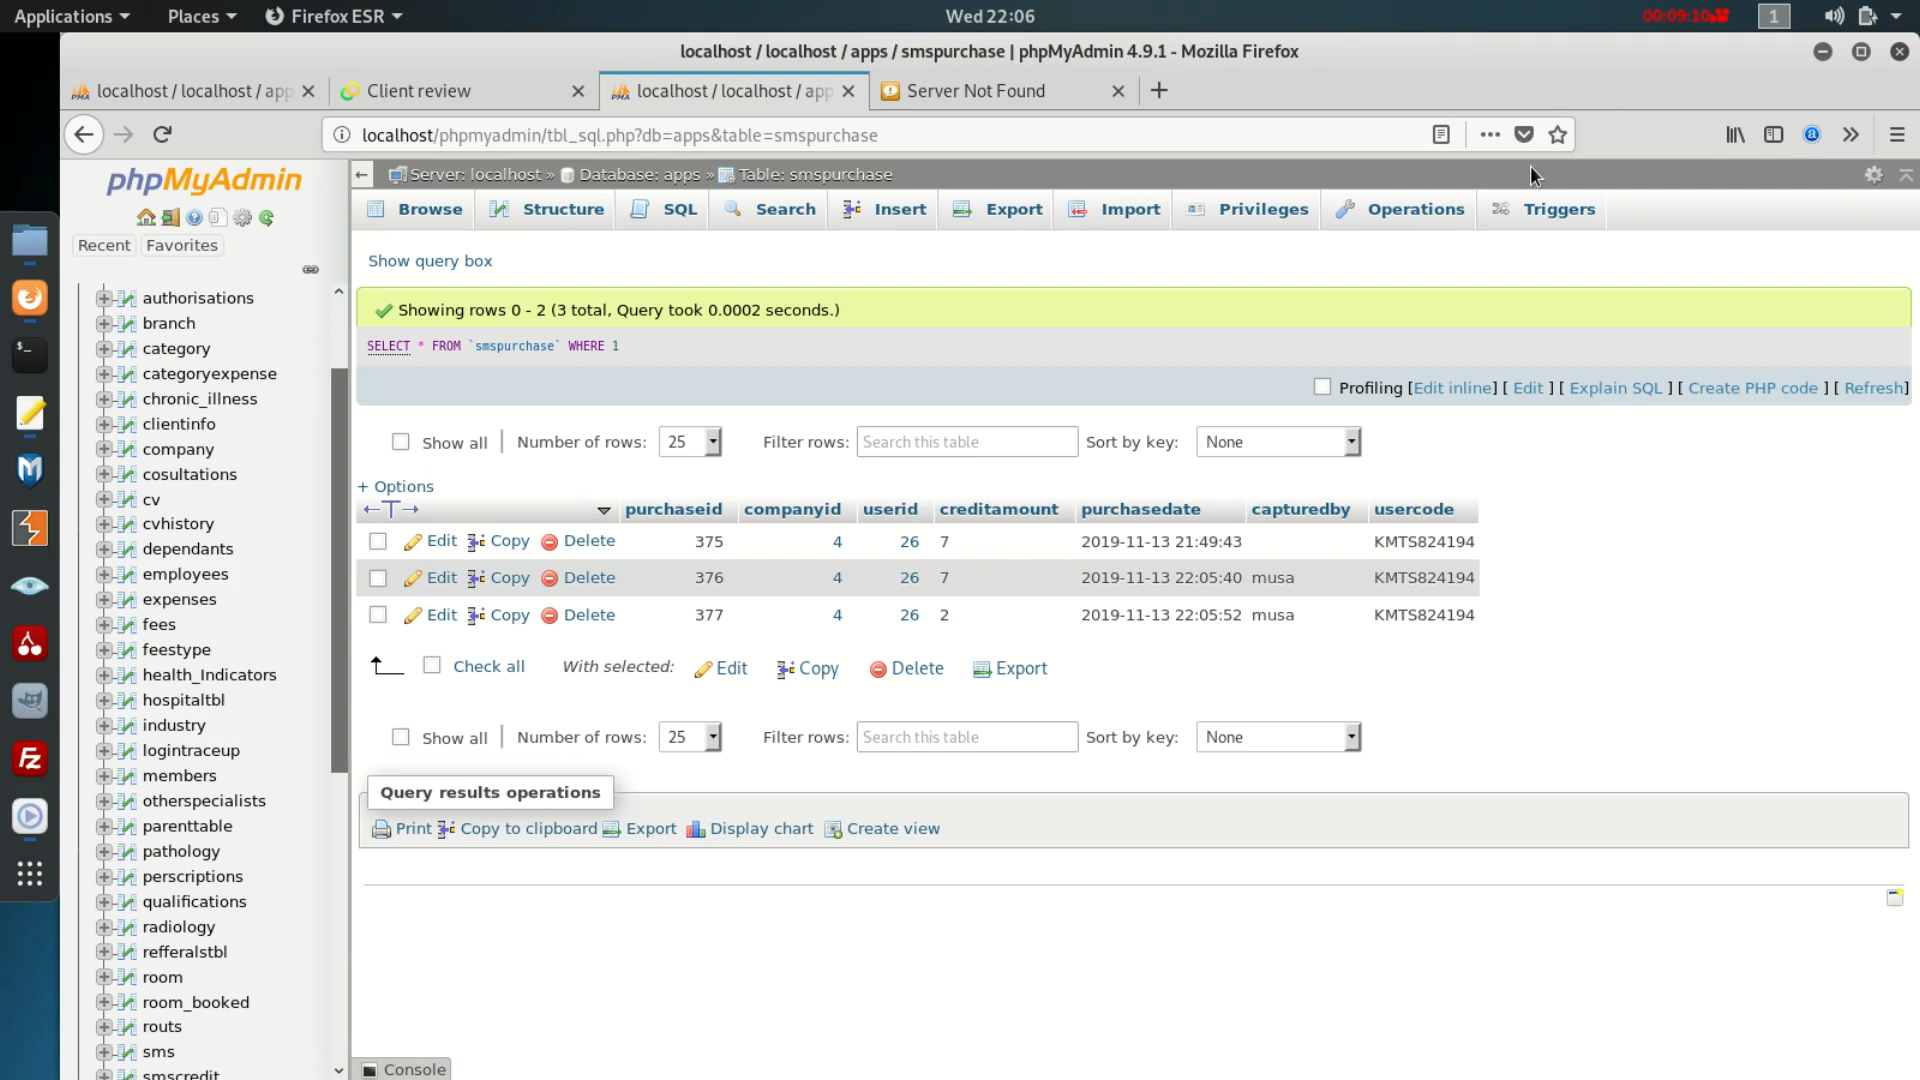 Applications Places Firefox ESR Wed 22:06 00:09:10 1
localhost / localhost / apps / smspurchase | phpMyAdmin 4.9.1 - Mozilla Firefox
localhost / localhost / app Client review localhost / localhost / app Server Not Found
localhost/phpmyadmin/tbl_sql.php?db=apps&table=smspurchase
phpMyAdmin
Recent Favorites
authorisations
branch
category
categoryexpense
chronic_illness
clientinfo
company
cosultations
cv
cvhistory
dependants
employees
expenses
fees
feestype
health_Indicators
hospitaltbl
industry
logintraceup
members
otherspecialists
parenttable
pathology
perscriptions
qualifications
radiology
refferalstbl
room
room_booked
routs
sms
smscredit
Server: localhost » Database: apps » Table: smspurchase
Browse Structure SQL Search Insert Export Import Privileges Operations Triggers
Show query box
Showing rows 0 - 2 (3 total, Query took 0.0002 seconds.)
SELECT * FROM `smspurchase` WHERE 1
Profiling [Edit inline] [ Edit ] [ Explain SQL ] [ Create PHP code ] [ Refresh]
Show all | Number of rows: 25 Filter rows: Search this table Sort by key: None
+ Options
←T→ purchaseid companyid userid creditamount purchasedate capturedby usercode
Edit Copy Delete 375 4 26 7 2019-11-13 21:49:43 KMTS824194
Edit Copy Delete 376 4 26 7 2019-11-13 22:05:40 musa KMTS824194
Edit Copy Delete 377 4 26 2 2019-11-13 22:05:52 musa KMTS824194
Check all With selected: Edit Copy Delete Export
Show all | Number of rows: 25 Filter rows: Search this table Sort by key: None
Query results operations
Print Copy to clipboard Export Display chart Create view
Console